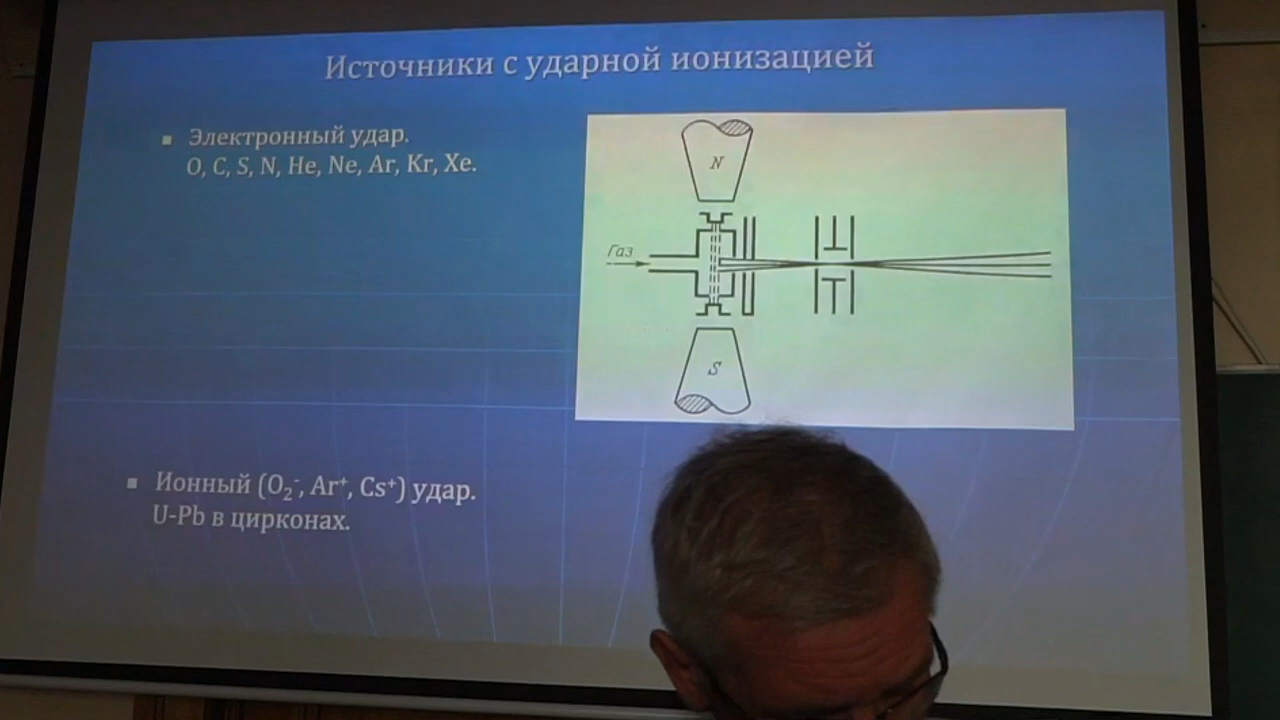 Источники с ударной ионизацией
▪ Электронный удар.
O, C, S, N, He, Ne, Ar, Kr, Xe.
N
Газ
S
▪ Ионный (O₂⁻, Ar⁺, Cs⁺) удар.
U-Pb в цирконах.